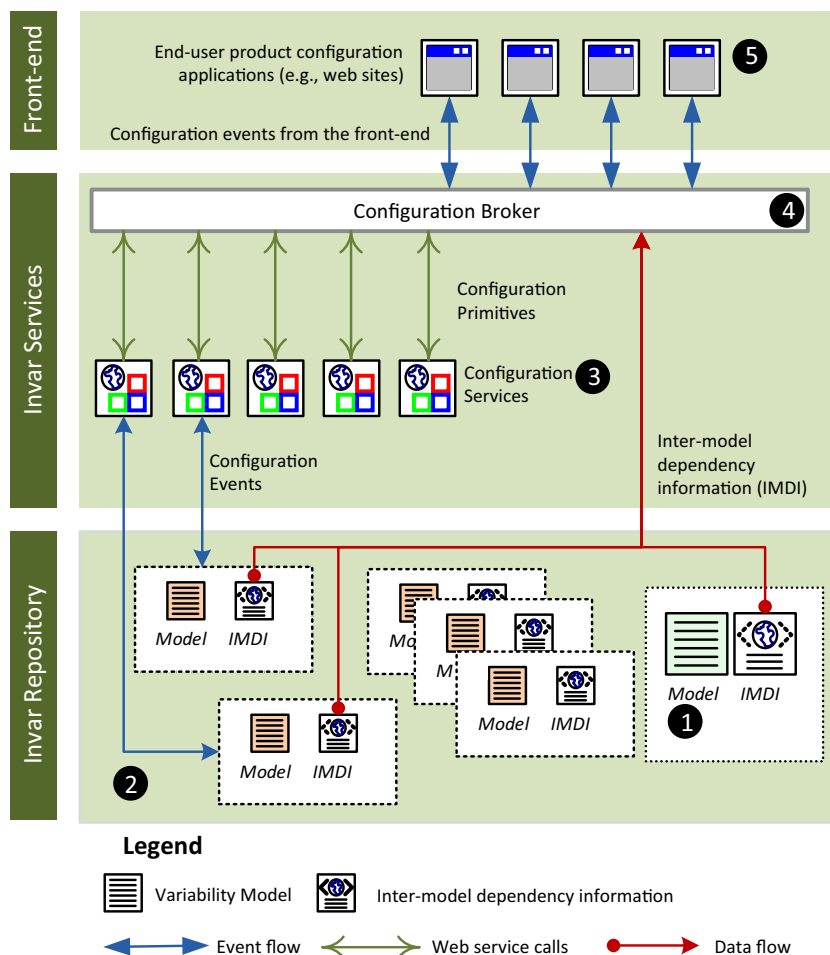 Front-end
End-user product configuration
applications (e.g., web sites)
5
Configuration events from the front-end
Invar Services
Configuration Broker
4
Configuration
Primitives
Configuration
Services
3
Configuration
Events
Inter-model
dependency
information (IMDI)
Invar Repository
Model IMDI
Mo
M
Model IMDI
Model IMDI
1
Model IMDI
2
Legend
Variability Model
Inter-model dependency information
Event flow
Web service calls
Data flow